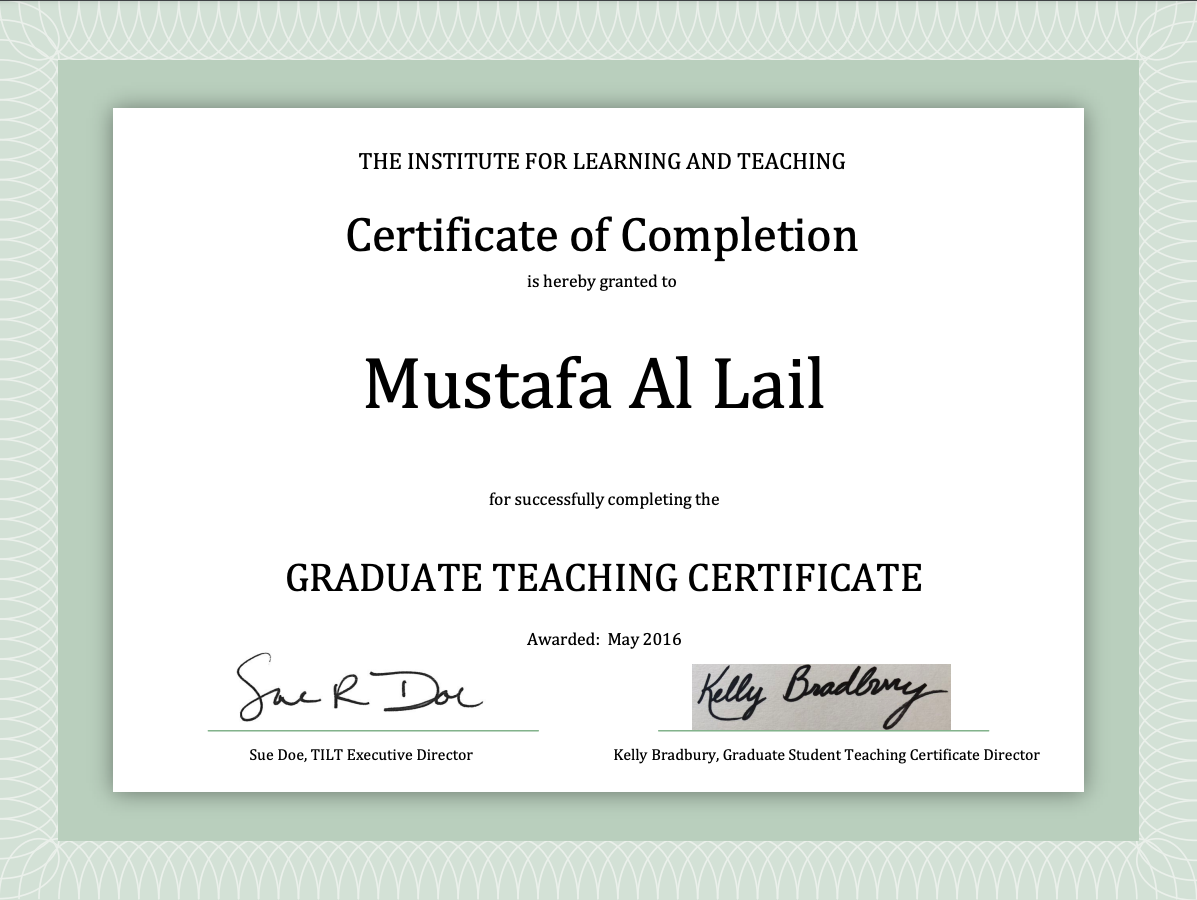 THE INSTITUTE FOR LEARNING AND TEACHING
Certificate of Completion
is hereby granted to
Mustafa Al Lail
for successfully completing the
GRADUATE TEACHING CERTIFICATE
Awarded: May 2016
Sue R Doe
Kelly Bradbury
Sue Doe, TILT Executive Director
Kelly Bradbury, Graduate Student Teaching Certificate Director